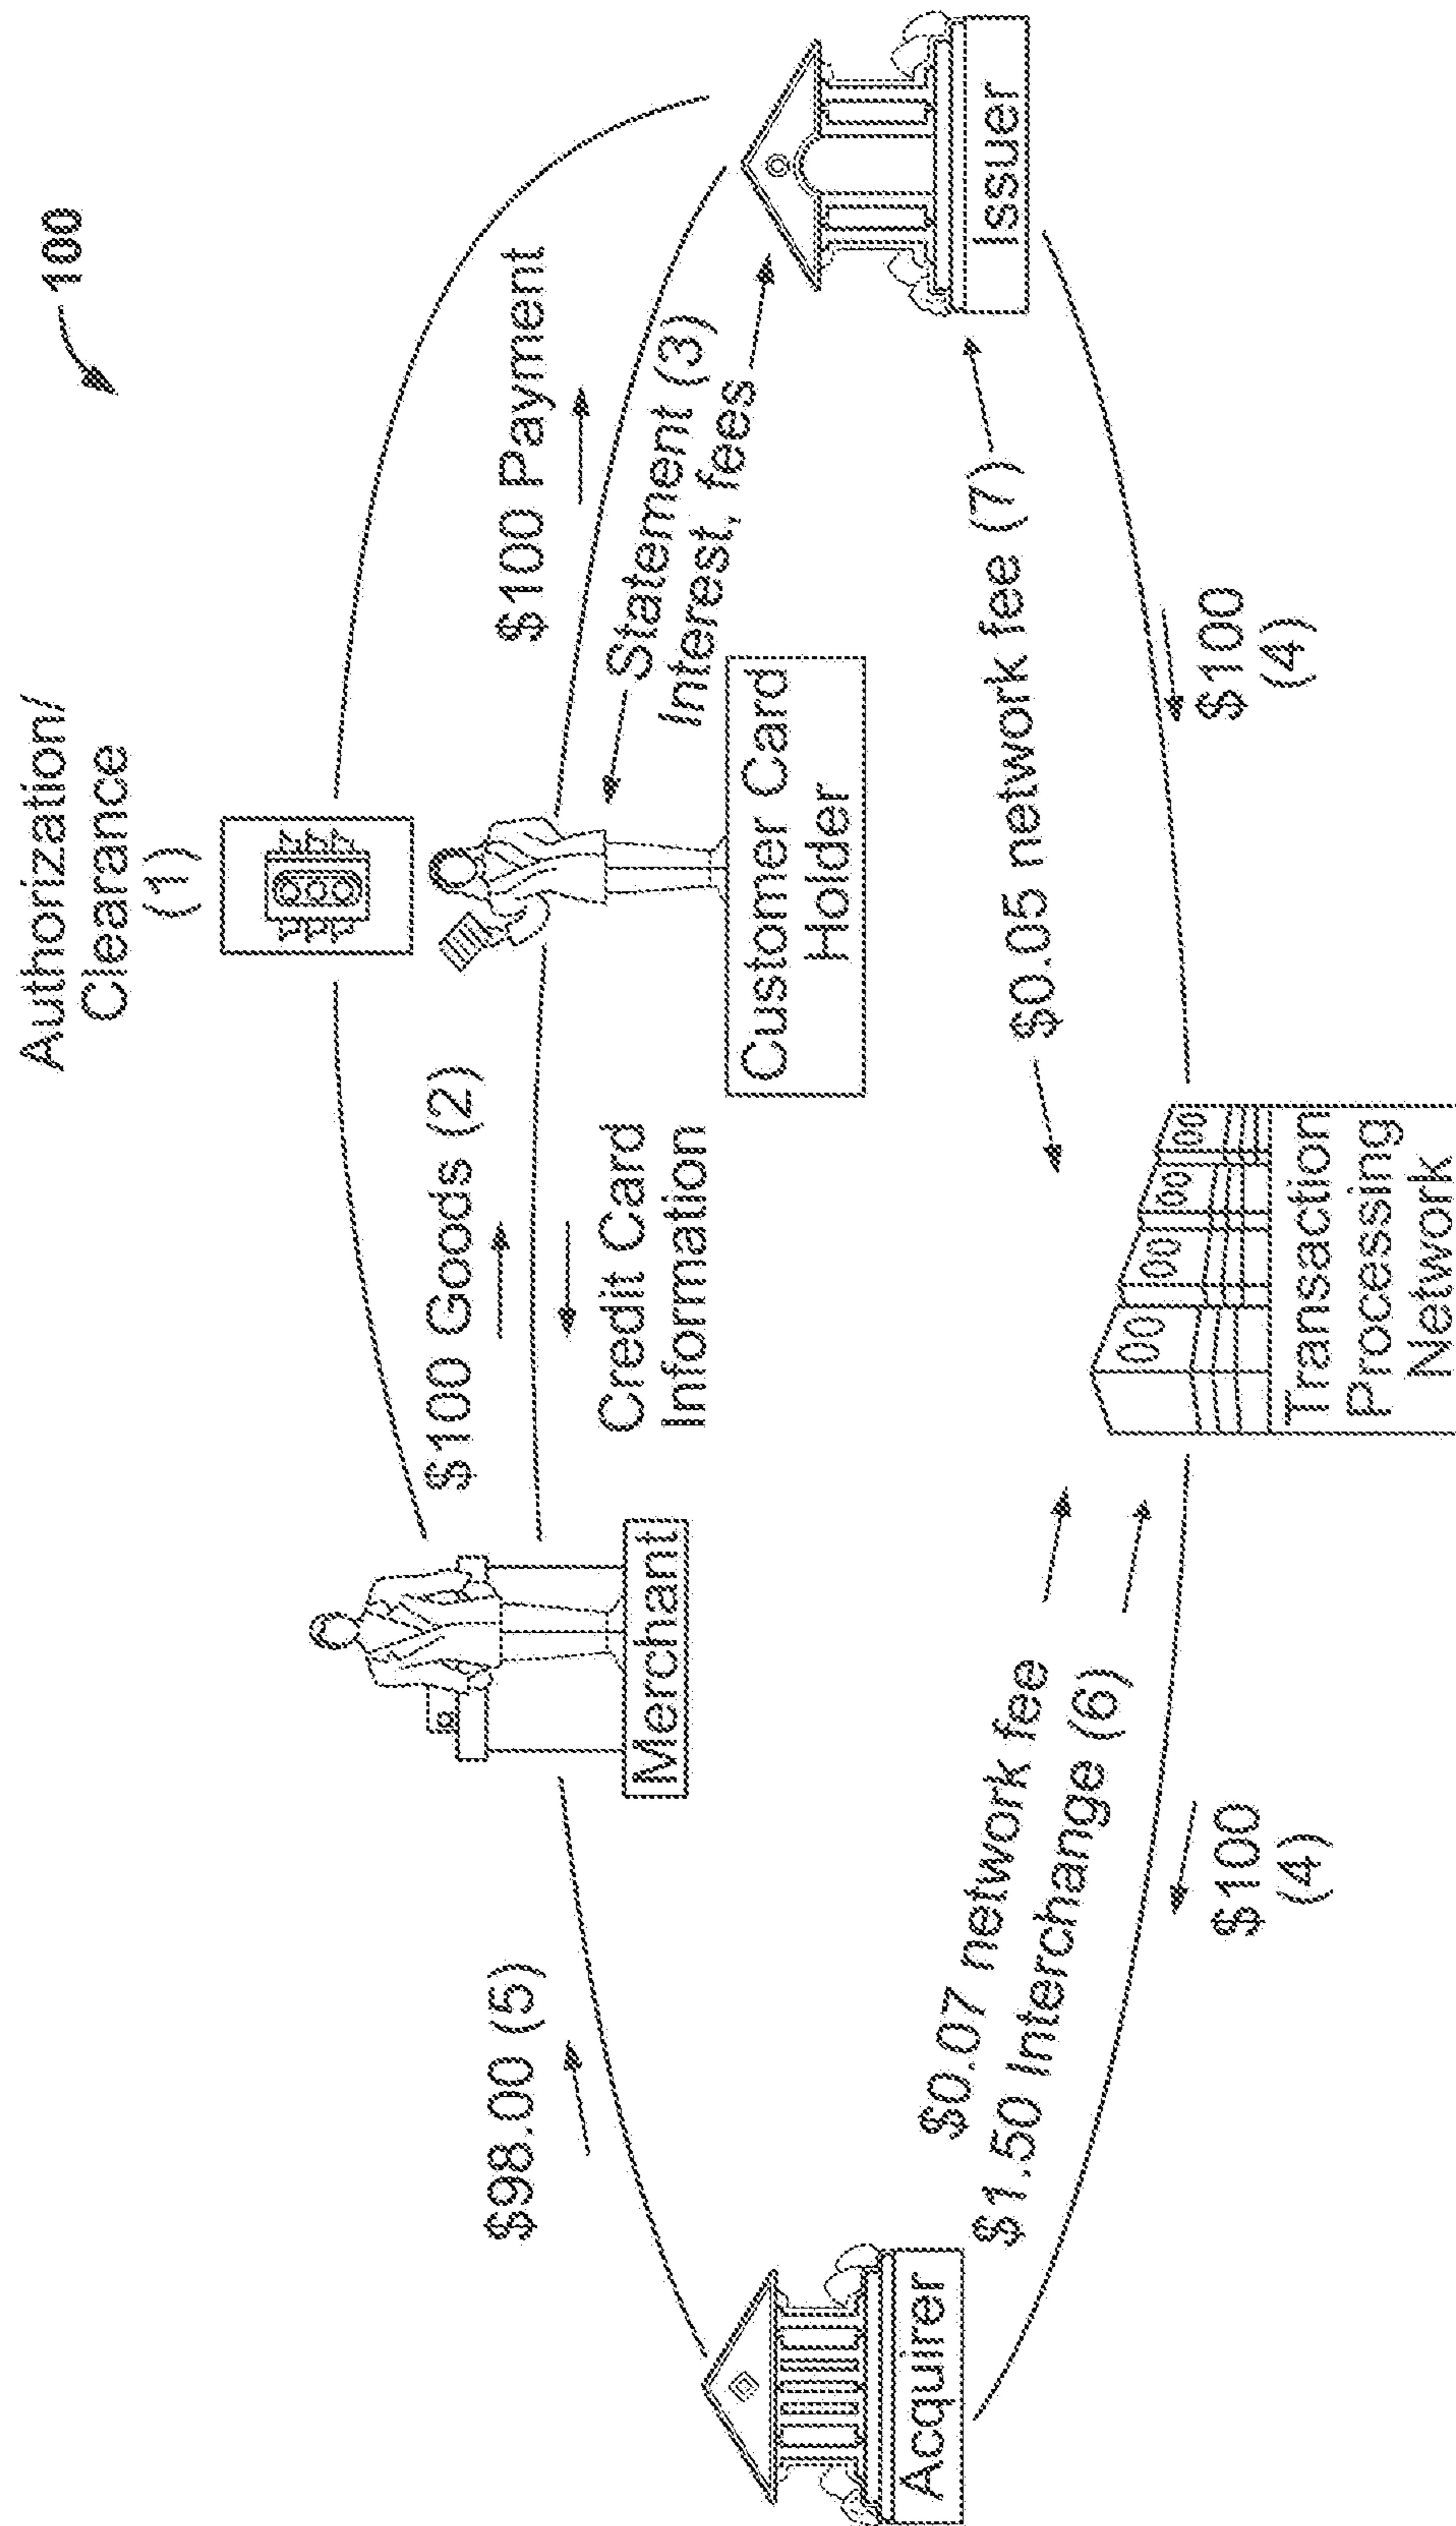 100
Authorization/
Clearance
(1)
$100 Goods (2)
$100 Payment
Credit Card
Information
Statement (3)
Interest, fees
$98.00 (5)
Merchant
Customer Card
Holder
Issuer
Acquirer
$0.07 network fee
$1.50 Interchange (6)
$0.05 network fee (7)
$100
(4)
$100
(4)
Transaction
Processing
Network